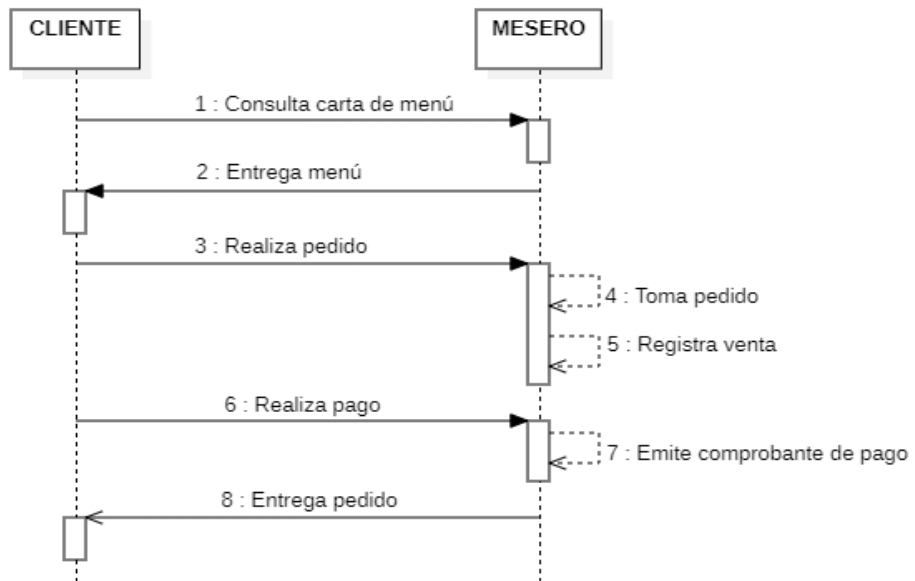 CLIENTE
MESERO
1 : Consulta carta de menú
2 : Entrega menú
3 : Realiza pedido
4 : Toma pedido
5 : Registra venta
6 : Realiza pago
7 : Emite comprobante de pago
8 : Entrega pedido